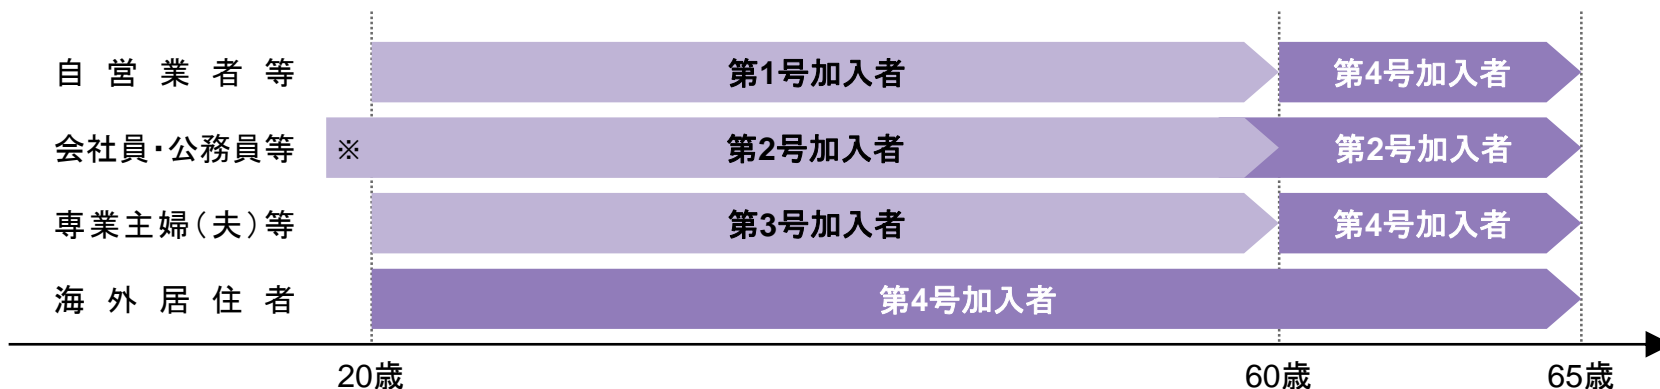 自営業者等 第1号加入者 第4号加入者
会社員・公務員等 ※ 第2号加入者 第2号加入者
専業主婦(夫)等 第3号加入者 第4号加入者
海外居住者 第4号加入者
20歳 60歳 65歳